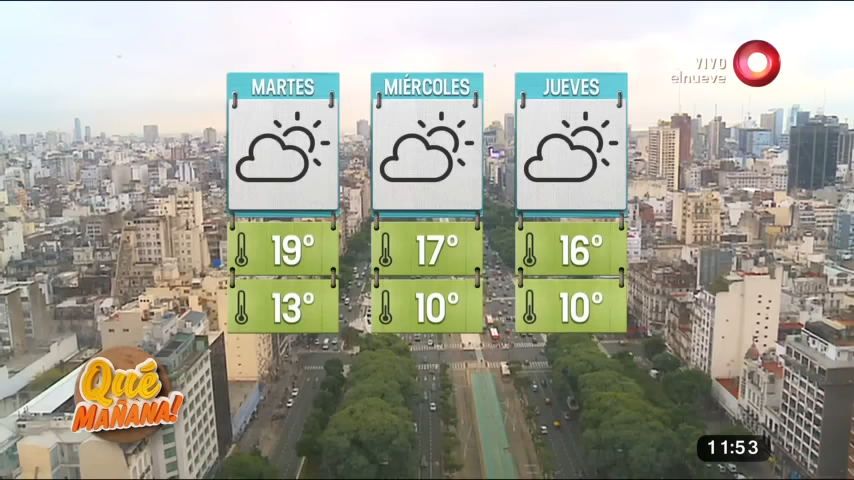 VIVO
elnueve
MARTES
MIÉRCOLES
JUEVES
19°
17°
16°
13°
10°
10°
Qué
MAÑANA!
11:53